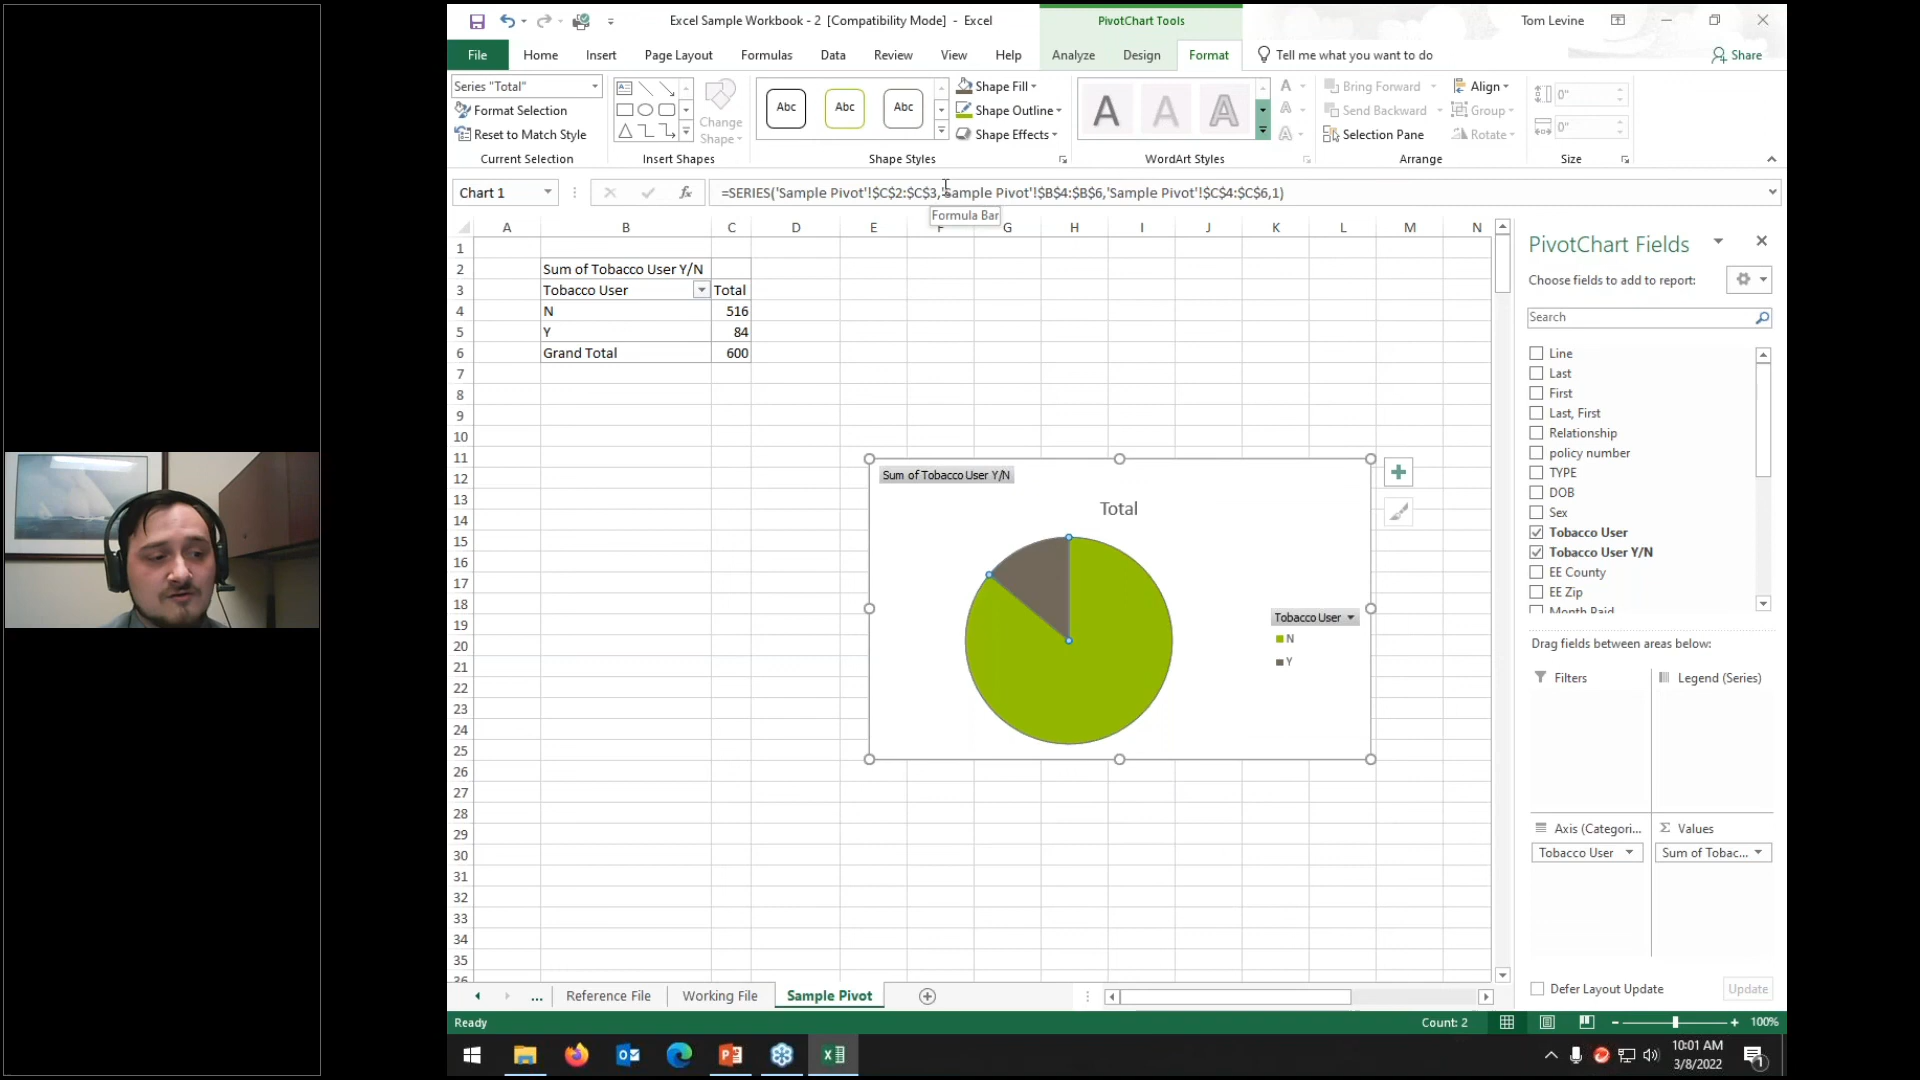 Excel Sample Workbook - 2 [Compatibility Mode] - Excel
PivotChart Tools
Tom Levine
File Home Insert Page Layout Formulas Data Review View Help Analyze Design Format Tell me what you want to do Share
Series "Total"
Format Selection
Reset to Match Style
Current Selection
Change
Shape
Insert Shapes
Abc Abc Abc
Shape Fill
Shape Outline
Shape Effects
Shape Styles
A A A
WordArt Styles
Bring Forward
Send Backward
Selection Pane
Align
Group
Rotate
Arrange
0"
0"
Size
Chart 1
fx
=SERIES('Sample Pivot'!$C$2:$C$3,'Sample Pivot'!$B$4:$B$6,'Sample Pivot'!$C$4:$C$6,1)
Formula Bar
A B C D E F G H I J K L M N
1
2 Sum of Tobacco User Y/N
3 Tobacco User Total
4 N 516
5 Y 84
6 Grand Total 600
7
8
9
10
11
12
13
14
15
16
17
18
19
20
21
22
23
24
25
26
27
28
29
30
31
32
33
34
35
36
Sum of Tobacco User Y/N
Total
Tobacco User
N
Y
PivotChart Fields
Choose fields to add to report:
Search
Line
Last
First
Last, First
Relationship
policy number
TYPE
DOB
Sex
Tobacco User
Tobacco User Y/N
EE County
EE Zip
Month Paid
Drag fields between areas below:
Filters
Legend (Series)
Axis (Categori...
Σ Values
Tobacco User
Sum of Tobac...
Defer Layout Update
Update
... Reference File Working File Sample Pivot
Ready
Count: 2
100%
10:01 AM
3/8/2022
1